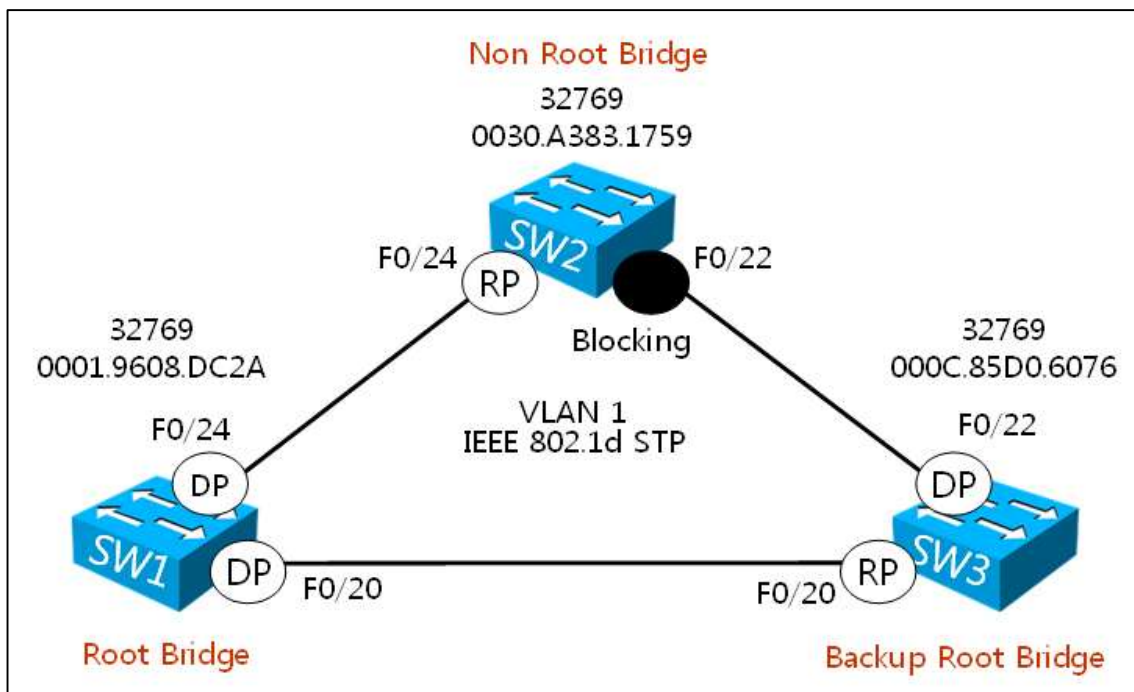 Non Root Bridge
32769
0030.A383.1759
SW2
F0/24
RP
F0/22
Blocking
32769
0001.9608.DC2A
32769
000C.85D0.6076
VLAN 1
IEEE 802.1d STP
F0/24
DP
F0/22
DP
SW1
DP
F0/20
F0/20
RP
SW3
Root Bridge
Backup Root Bridge